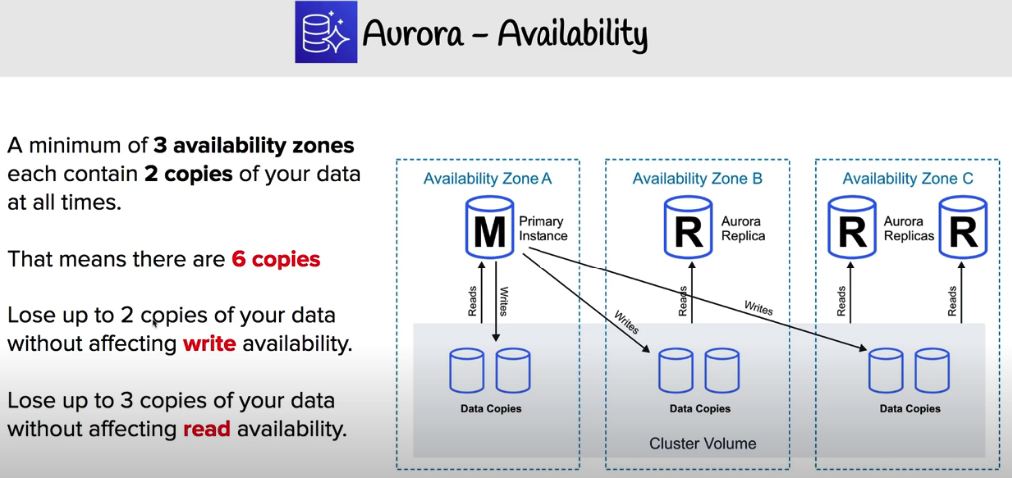 Aurora – Availability
A minimum of 3 availability zones
each contain 2 copies of your data
at all times.
That means there are 6 copies
Lose up to 2 copies of your data
without affecting write availability.
Lose up to 3 copies of your data
without affecting read availability.
Availability Zone A
M
Primary
Instance
Reads
Writes
Data Copies
Availability Zone B
R
Aurora
Replica
Reads
Writes
Data Copies
Availability Zone C
R
Aurora
Replicas
R
Writes
Reads
Reads
Data Copies
Cluster Volume